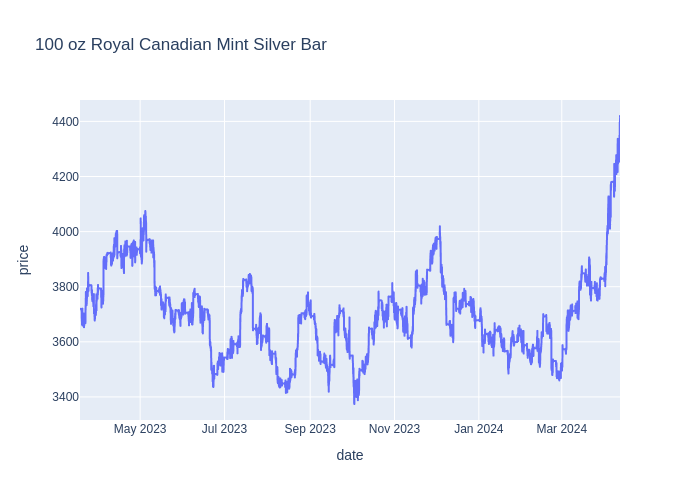 100 oz Royal Canadian Mint Silver Bar
4400
4200
4000
3800
3600
3400
price
May 2023
Jul 2023
Sep 2023
Nov 2023
Jan 2024
Mar 2024
date